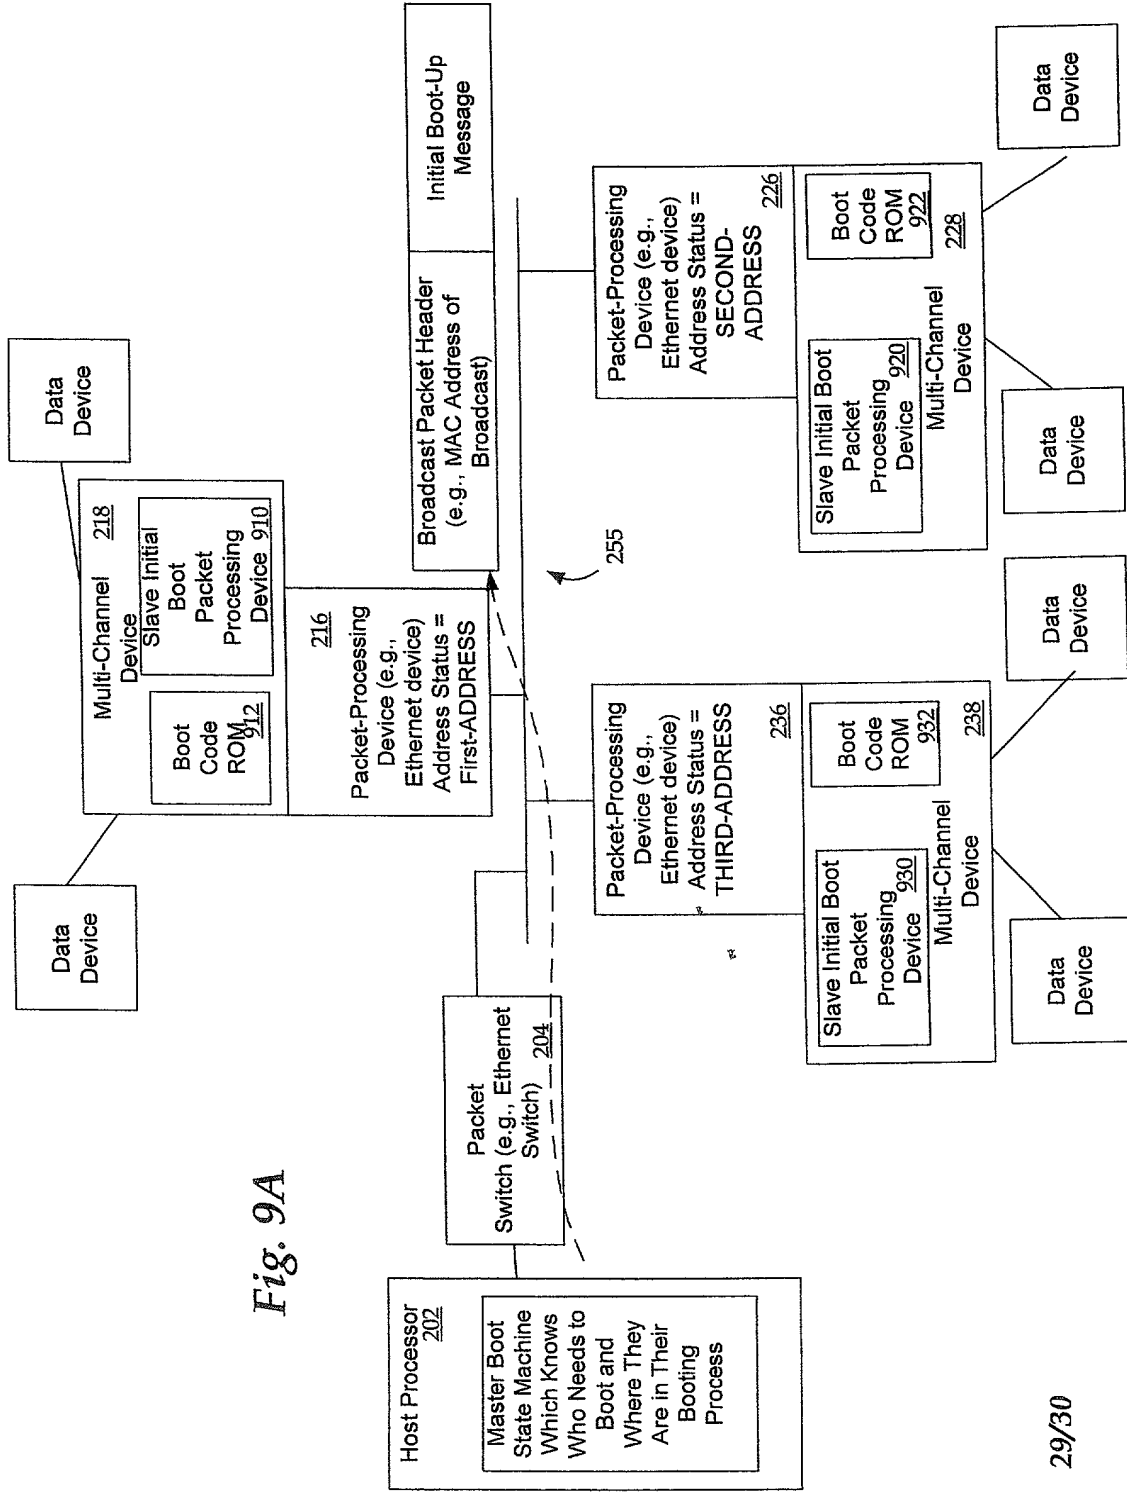 Fig. 9A
Host Processor
202
Master Boot
State Machine
Which Knows
Who Needs to
Boot and
Where They
Are in Their
Booting
Process
Packet
Switch (e.g., Ethernet
Switch)
204
Data
Device
Data
Device
Multi-Channel
Device
218
Boot
Code
ROM
912
Slave Initial
Boot
Packet
Processing
Device 910
216
Packet-Processing
Device (e.g.,
Ethernet device)
Address Status =
First-ADDRESS
Broadcast Packet Header
(e.g., MAC Address of
Broadcast)
Initial Boot-Up
Message
255
Packet-Processing
Device (e.g.,
Ethernet device)
Address Status =
THIRD-ADDRESS
236
Slave Initial Boot
Packet
Processing
Device 930
Boot
Code
ROM
932
Multi-Channel
Device
238
Data
Device
Data
Device
Packet-Processing
Device (e.g.,
Ethernet device)
Address Status =
SECOND-
ADDRESS
226
Slave Initial Boot
Packet
Processing
Device 920
Boot
Code
ROM
922
Multi-Channel
Device
228
Data
Device
Data
Device
29/30